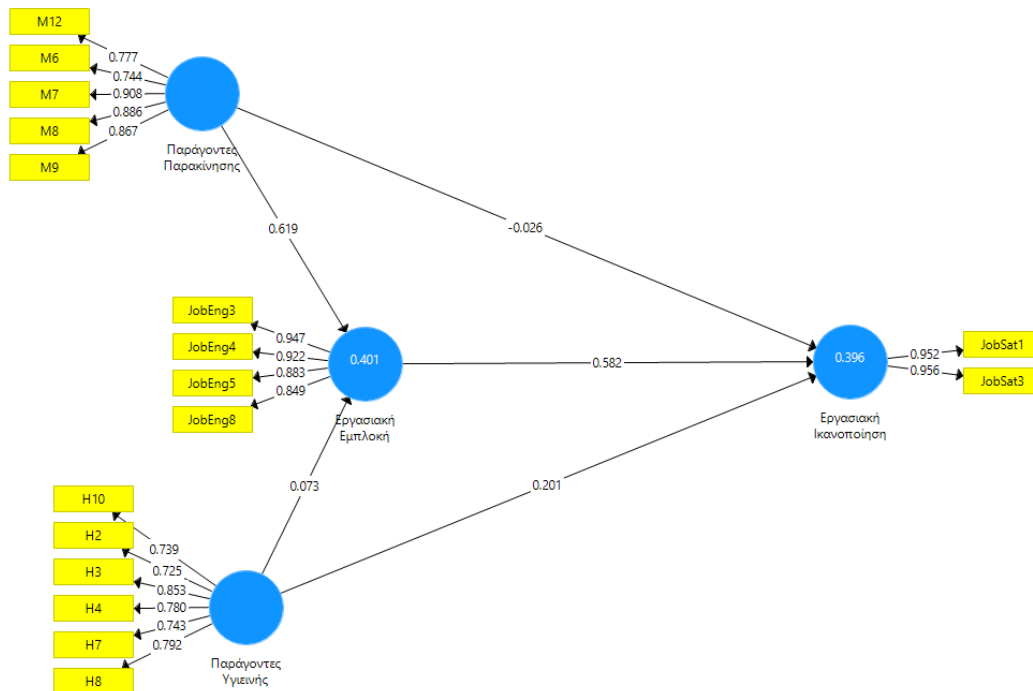 M12
0.777
M6
0.744
M7
0.908
M8
0.886
M9
0.867
Παράγοντες
Παρακίνησης
0.619
-0.026
JobEng3
0.947
JobEng4
0.922
JobEng5
0.883
JobEng8
0.849
0.401
Εργασιακή
Εμπλοκή
0.582
0.396
Εργασιακή
Ικανοποίηση
0.952
JobSat1
0.956
JobSat3
0.073
0.201
H10
0.739
H2
0.725
H3
0.853
H4
0.780
H7
0.743
H8
0.792
Παράγοντες
Υγιεινής